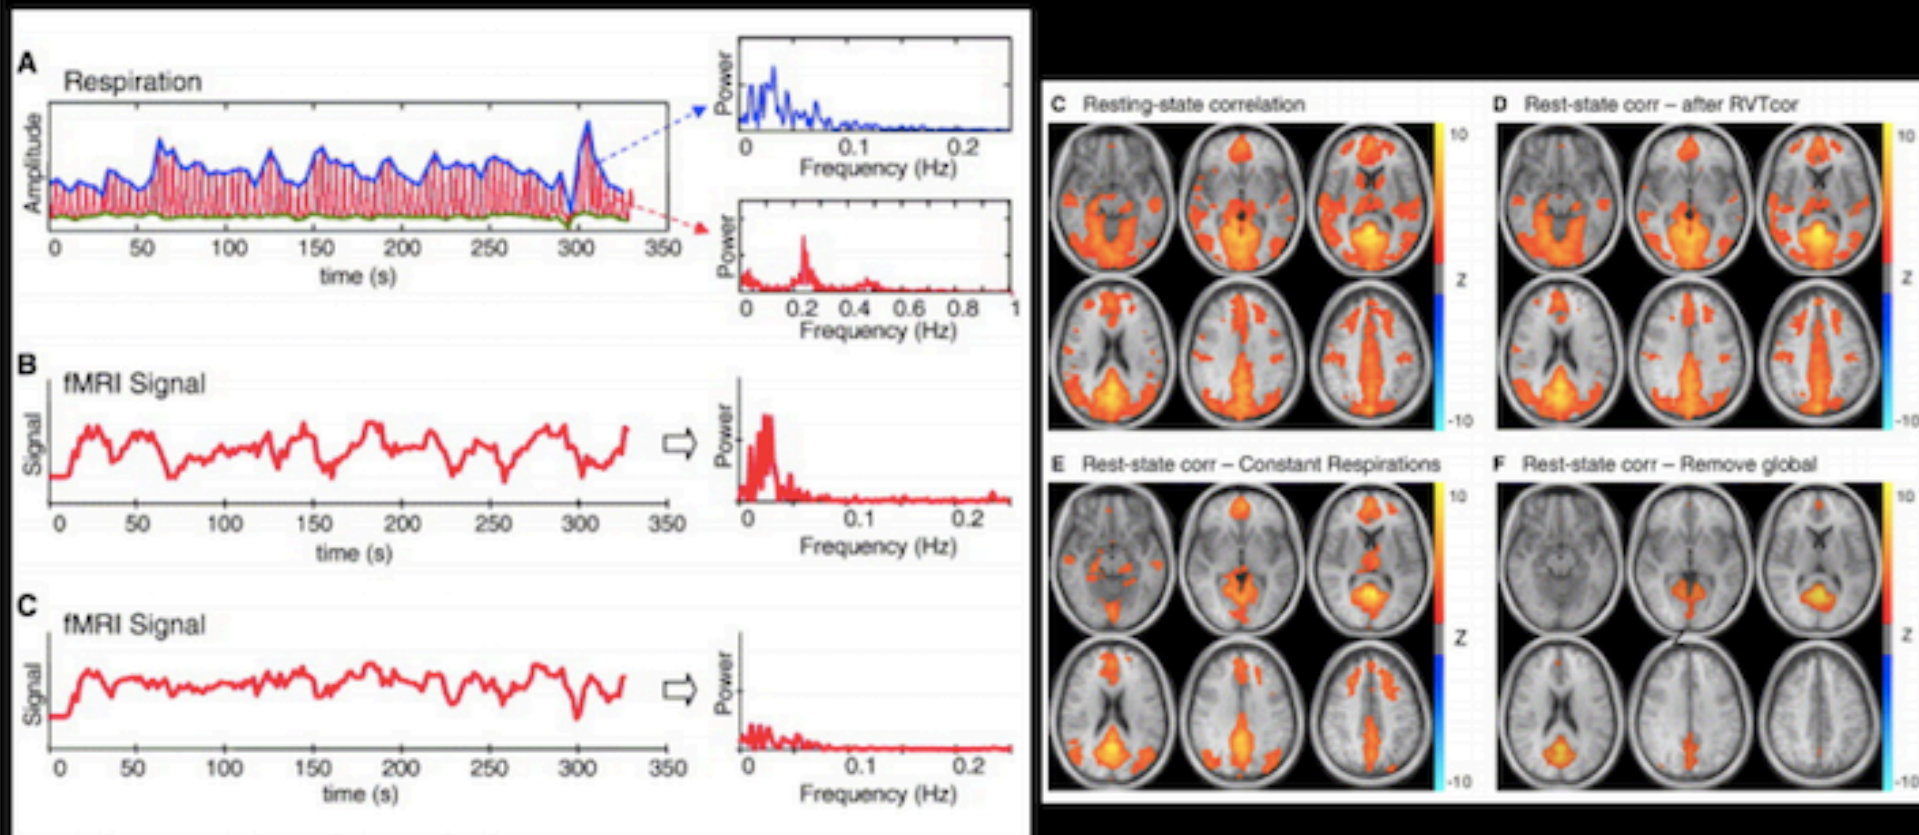 A
Respiration
Amplitude
0 50 100 150 200 250 300 350
time (s)
Power
0 0.1 0.2
Frequency (Hz)
Power
0 0.2 0.4 0.6 0.8 1
Frequency (Hz)
B
fMRI Signal
Signal
0 50 100 150 200 250 300 350
time (s)
Power
0 0.1 0.2
Frequency (Hz)
C
fMRI Signal
Signal
0 50 100 150 200 250 300 350
time (s)
Power
0 0.1 0.2
Frequency (Hz)
C Resting-state correlation
10
Z
-10
D Rest-state corr – after RVTcor
10
Z
-10
E Rest-state corr – Constant Respirations
10
Z
-10
F Rest-state corr – Remove global
10
Z
-10